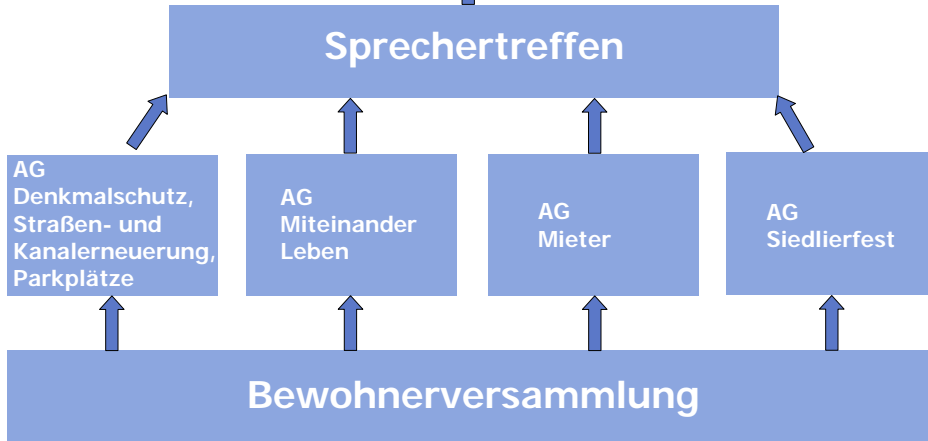 Sprechertreffen
AG
Denkmalschutz,
Straßen- und
Kanalerneuerung,
Parkplätze
AG
Miteinander
Leben
AG
Mieter
AG
Siedlierfest
Bewohnerversammlung